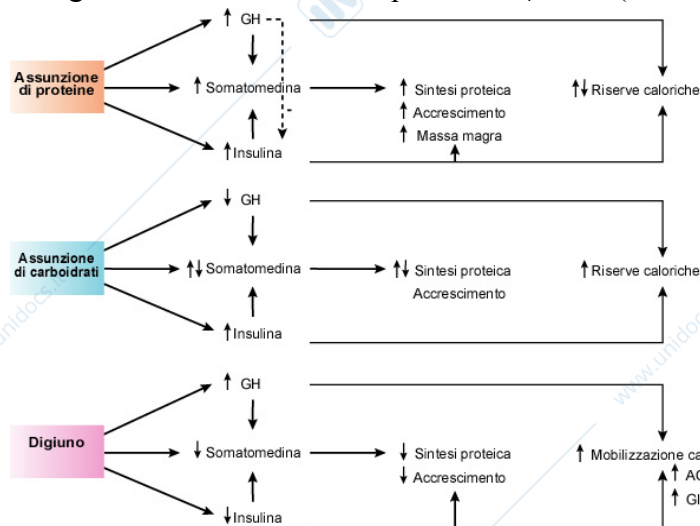 ↑ GH
Assunzione
di proteine
↑ Somatomedina
↑ Sintesi proteica
↑↓ Riserve caloriche
↑ Accrescimento
↑ Massa magra
↑ Insulina
↓ GH
Assunzione
di carboidrati
↑↓ Somatomedina
↑↓ Sintesi proteica
↑ Riserve caloriche
Accrescimento
↑ Insulina
↑ GH
Digiuno
↓ Somatomedina
↓ Sintesi proteica
↑ Mobilizzazione
↓ Accrescimento
↓ Insulina